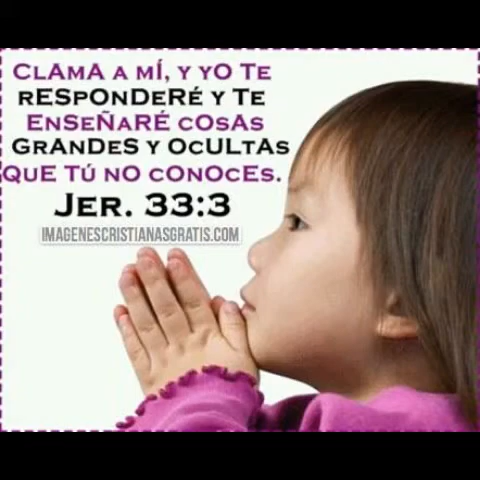 CLAMA A MÍ, Y YO TE
RESPONDERÉ Y TE
ENSEÑARÉ COSAS
GRANDES Y OCULTAS
QUE TÚ NO CONOCES.
JER. 33:3
IMAGENESCRISTIANASGRATIS.COM